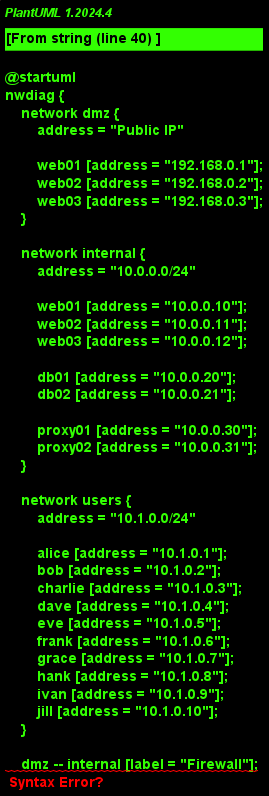 PlantUML 1.2024.4
[From string (line 40) ]
@startuml
nwdiag {
network dmz {
address = "Public IP"
web01 [address = "192.168.0.1"];
web02 [address = "192.168.0.2"];
web03 [address = "192.168.0.3"];
}
network internal {
address = "10.0.0.0/24"
web01 [address = "10.0.0.10"];
web02 [address = "10.0.0.11"];
web03 [address = "10.0.0.12"];
db01 [address = "10.0.0.20"];
db02 [address = "10.0.0.21"];
proxy01 [address = "10.0.0.30"];
proxy02 [address = "10.0.0.31"];
}
network users {
address = "10.1.0.0/24"
alice [address = "10.1.0.1"];
bob [address = "10.1.0.2"];
charlie [address = "10.1.0.3"];
dave [address = "10.1.0.4"];
eve [address = "10.1.0.5"];
frank [address = "10.1.0.6"];
grace [address = "10.1.0.7"];
hank [address = "10.1.0.8"];
ivan [address = "10.1.0.9"];
jill [address = "10.1.0.10"];
}
dmz -- internal [label = "Firewall"];
Syntax Error?